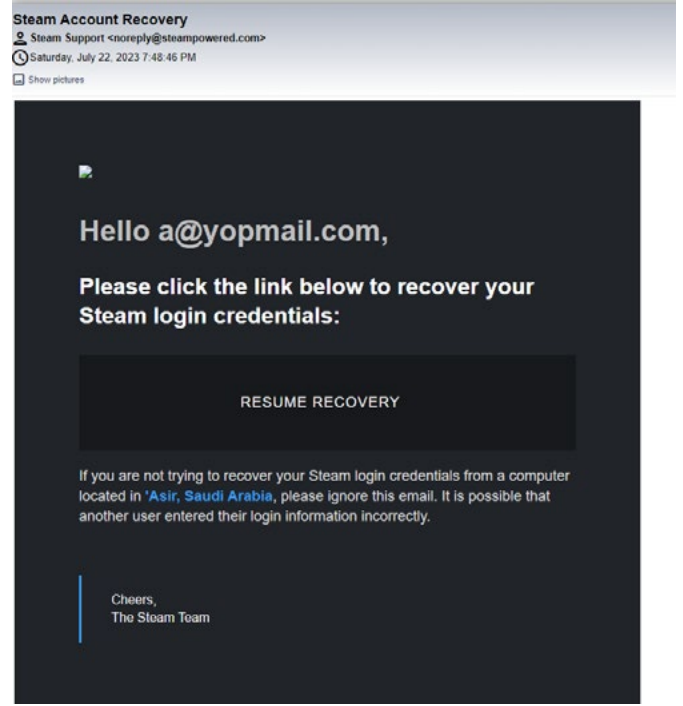 Steam Account Recovery
Steam Support <noreply@steampowered.com>
Saturday, July 22, 2023 7:48:46 PM
Show pictures
Hello a@yopmail.com,
Please click the link below to recover your
Steam login credentials:
RESUME RECOVERY
If you are not trying to recover your Steam login credentials from a computer
located in 'Asir, Saudi Arabia, please ignore this email. It is possible that
another user entered their login information incorrectly.
Cheers,
The Steam Team